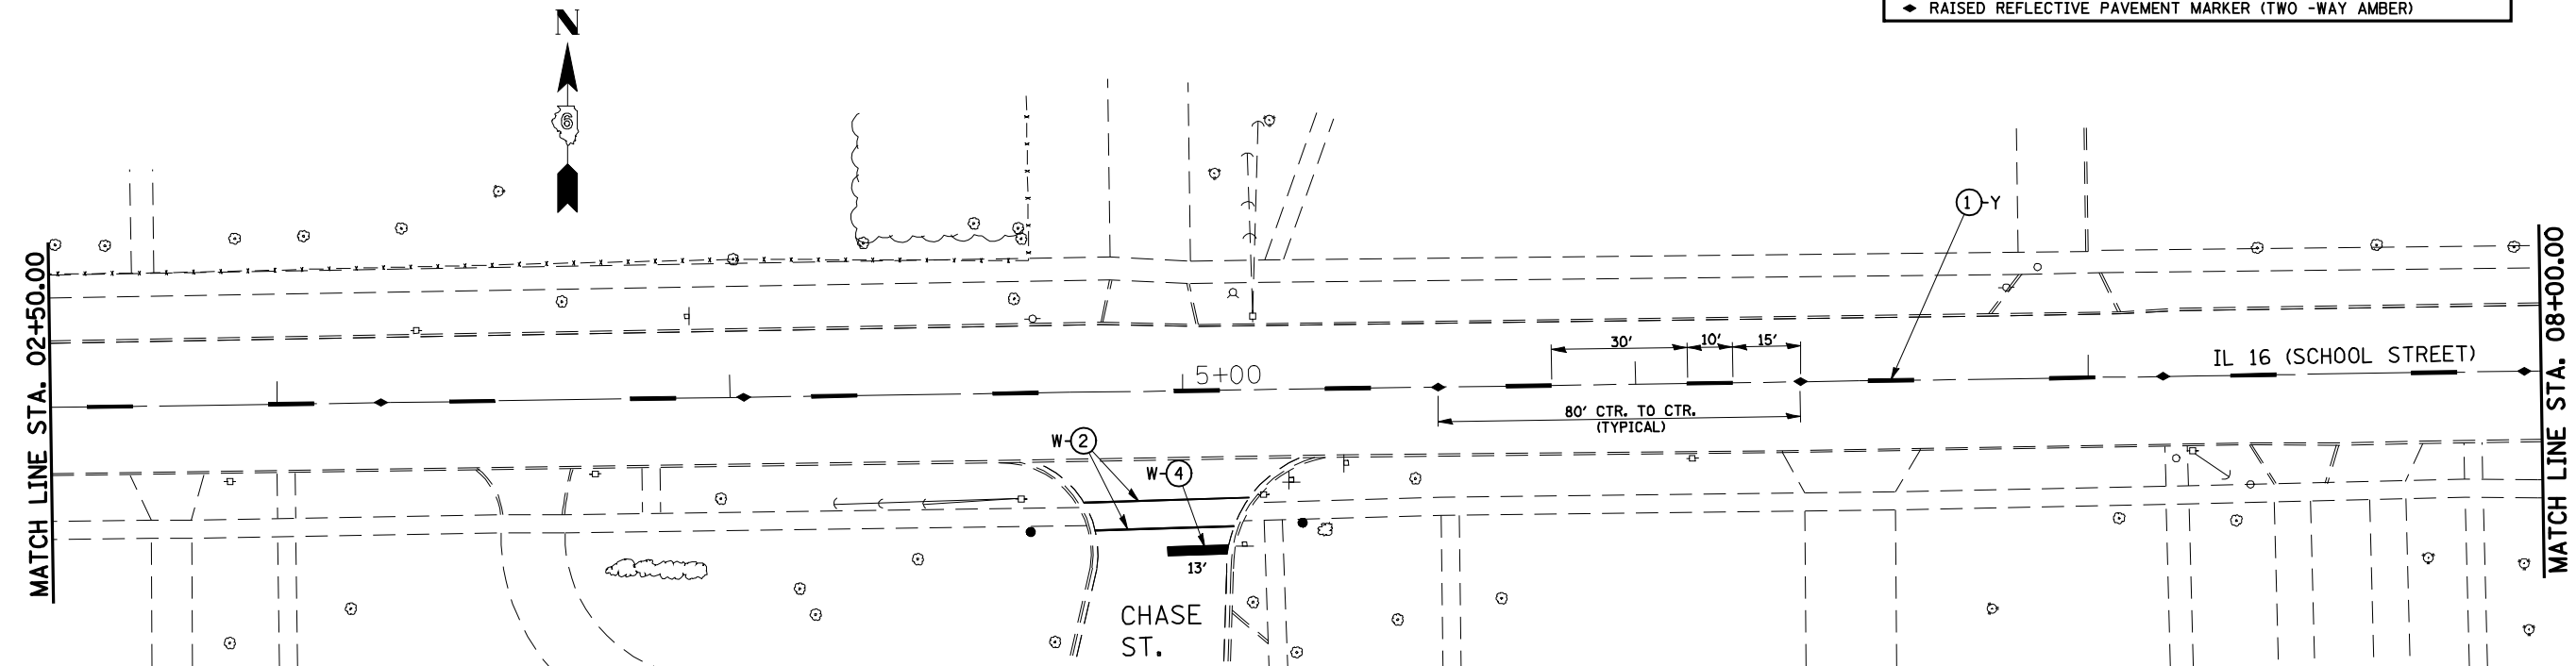 ◆ RAISED REFLECTIVE PAVEMENT MARKER (TWO -WAY AMBER)
N
6
1-Y
MATCH LINE STA. 02+50.00
MATCH LINE STA. 08+00.00
30' 10' 15'
IL 16 (SCHOOL STREET)
5+00
80' CTR. TO CTR.
(TYPICAL)
W-2
W-4
13'
CHASE
ST.